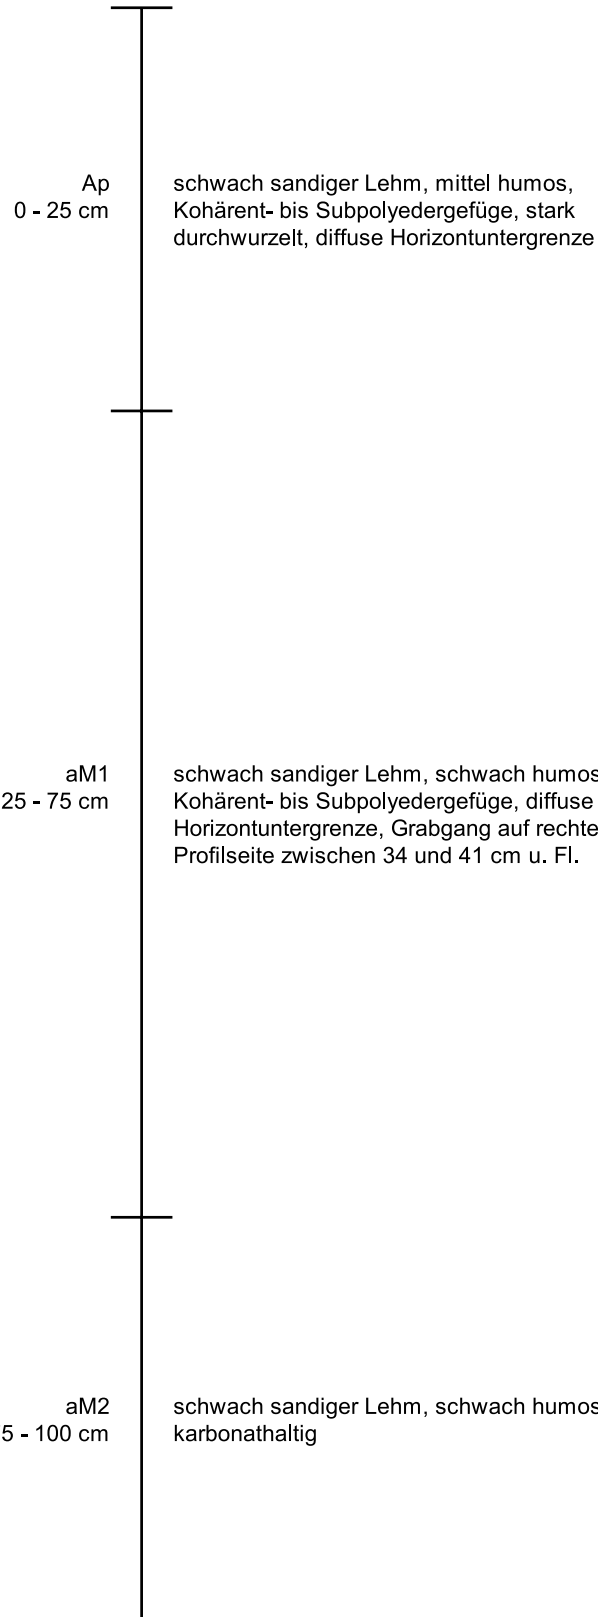 Ap
0 - 25 cm
schwach sandiger Lehm, mittel humos,
Kohärent- bis Subpolyedergefüge, stark
durchwurzelt, diffuse Horizontuntergrenze
aM1
25 - 75 cm
schwach sandiger Lehm, schwach humos
Kohärent- bis Subpolyedergefüge, diffuse
Horizontuntergrenze, Grabgang auf rechte
Profilseite zwischen 34 und 41 cm u. Fl.
aM2
5 - 100 cm
schwach sandiger Lehm, schwach humos
karbonathaltig